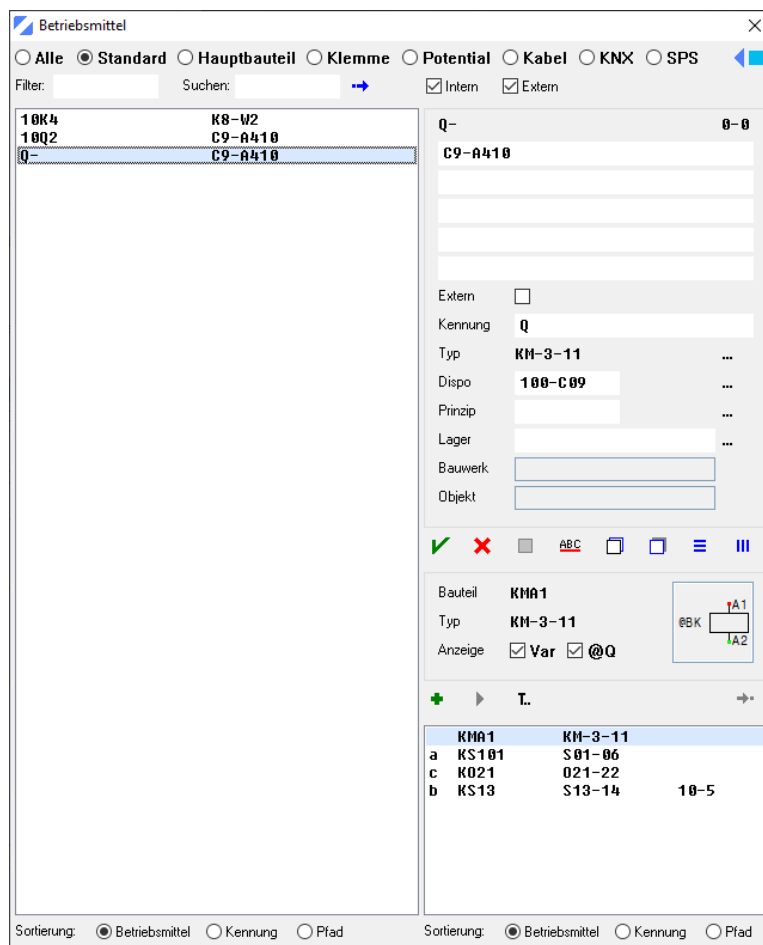 Betriebsmittel
Alle Standard Hauptbauteil Klemme Potential Kabel KNX SPS
Filter: Suchen: Intern Extern
10K4 K8-W2
10Q2 C9-A410
Q- C9-A410
Q- 0-0
C9-A410
Extern
Kennung Q
Typ KM-3-11 ...
Dispo 100-C09 ...
Prinzip ...
Lager ...
Bauwerk
Objekt
ABC
Bauteil KMA1
Typ KM-3-11
Anzeige Var @Q
@BK A1
A2
T..
KMA1 KM-3-11
a KS101 S01-06
c KO21 O21-22
b KS13 S13-14 10-5
Sortierung: Betriebsmittel Kennung Pfad
Sortierung: Betriebsmittel Kennung Pfad